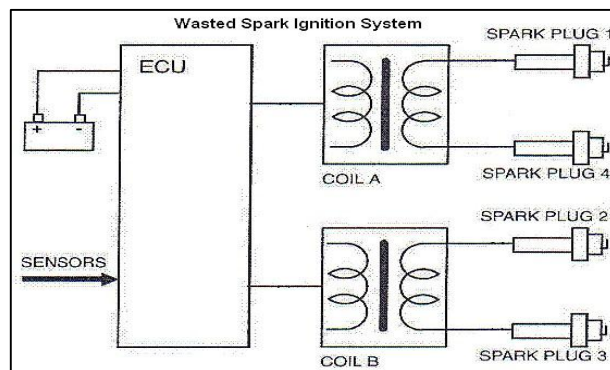 Wasted Spark Ignition System
SPARK PLUG 1
ECU
+ -
COIL A
SPARK PLUG 4
SPARK PLUG 2
SENSORS
COIL B
SPARK PLUG 3